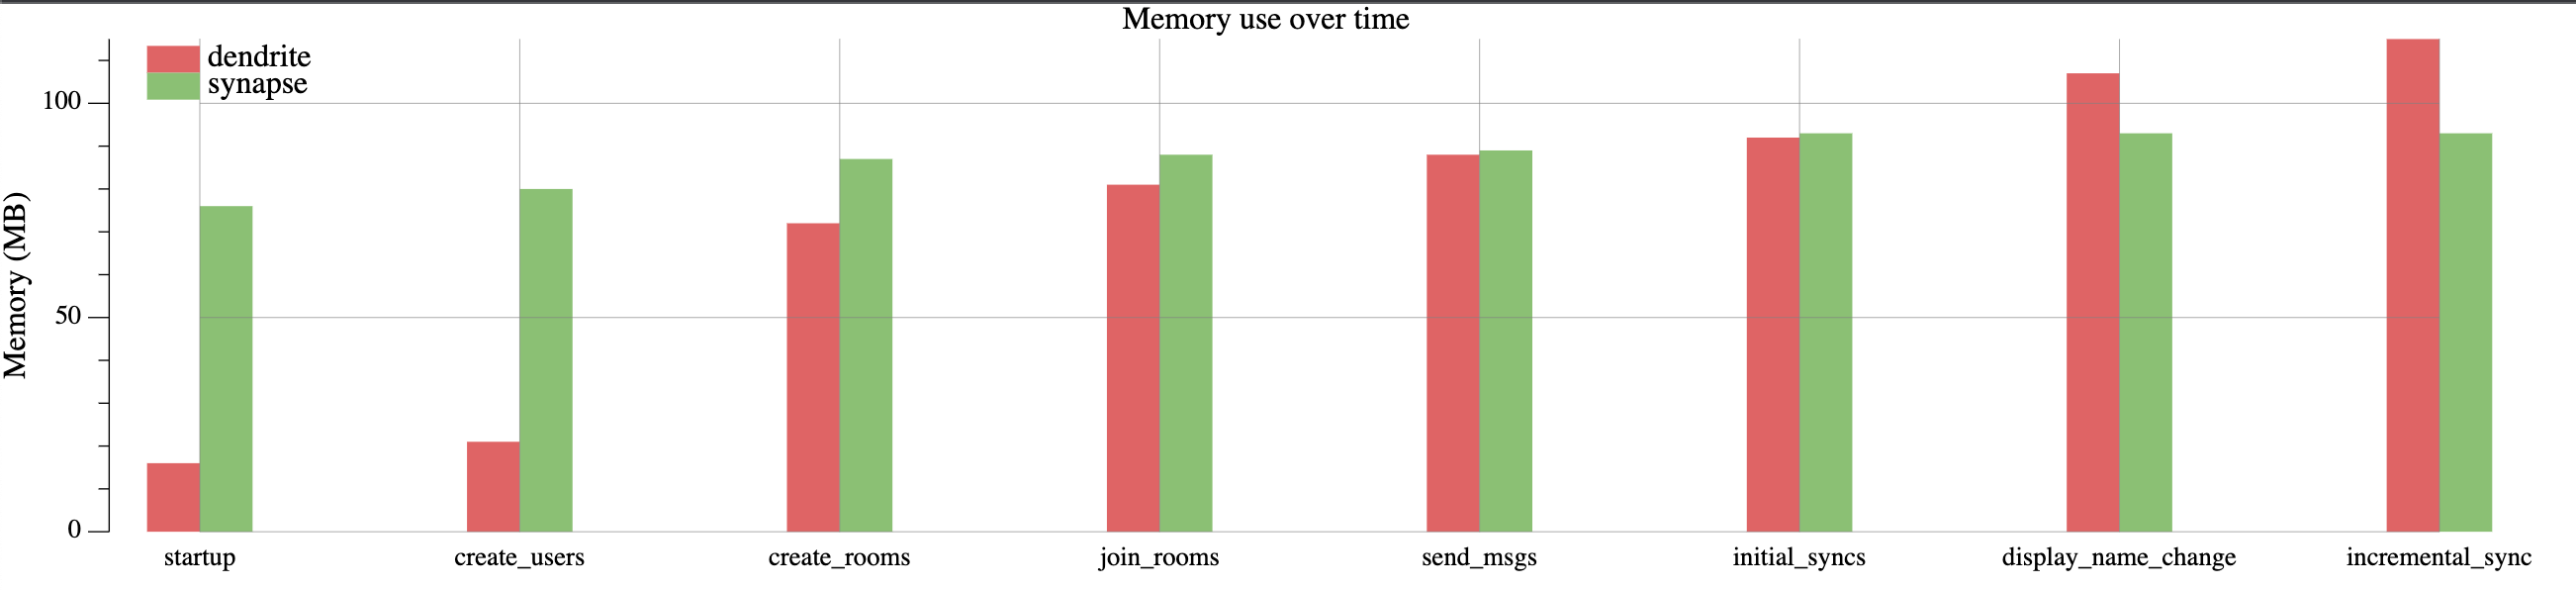 Memory use over time
dendrite
synapse
Memory (MB)
100
50
0
startup
create_users
create_rooms
join_rooms
send_msgs
initial_syncs
display_name_change
incremental_sync